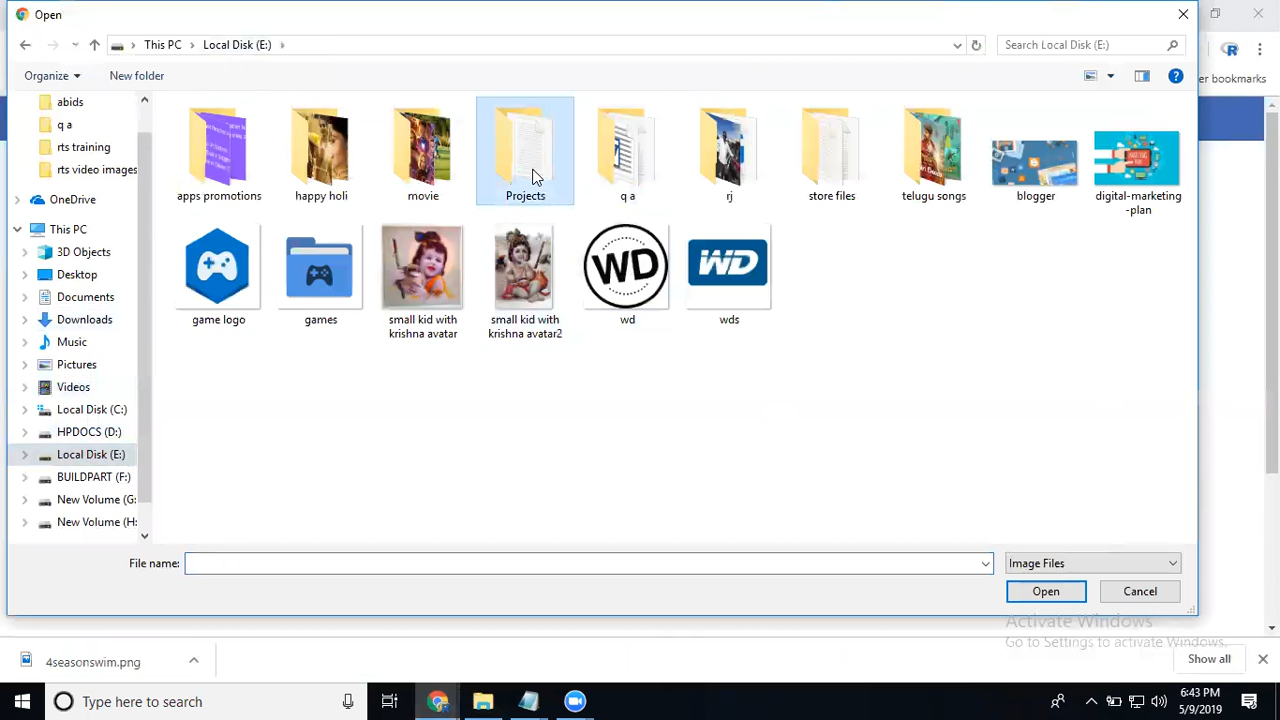 Open
This PC
Local Disk (E:)
Search Local Disk (E:)
Organize
New folder
er bookmarks
abids
q a
rts training
rts video images
OneDrive
This PC
3D Objects
Desktop
Documents
Downloads
Music
Pictures
Videos
Local Disk (C:)
HPDOCS (D:)
Local Disk (E:)
BUILDPART (F:)
New Volume (G:
New Volume (H:
apps promotions
happy holi
movie
Projects
q a
rj
store files
telugu songs
blogger
digital-marketing
-plan
WD
WD
game logo
games
small kid with
krishna avatar
small kid with
krishna avatar2
wd
wds
File name:
Image Files
Open
Cancel
Activate Windows
Go to Settings to activate Windows.
4seasonswim.png
Show all
Type here to search
6:43 PM
5/9/2019